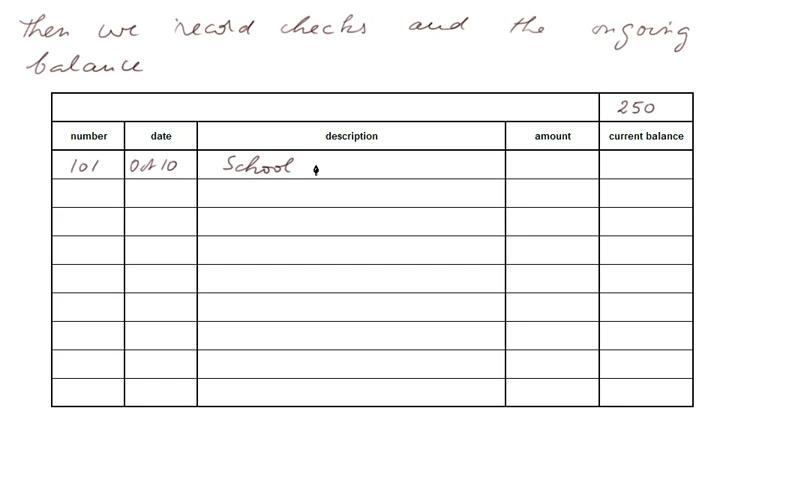 Then we record checks and the ongoing
balance
250
number date description amount current balance
101 Oct 10 School